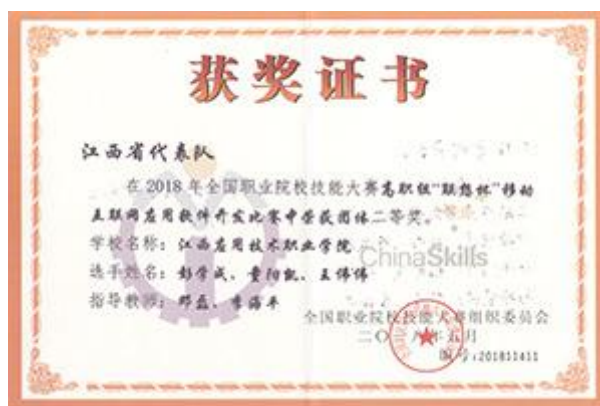 获奖证书
江西省代表队
在 2018 年全国职业院校技能大赛高职组“联想杯”移动
互联网应用软件开发比赛中荣获团体二等奖。
ChinaSkills
学校名称：江西应用技术职业学院
选手姓名：彭学成、童阳凯、王伟伟
指导教师：邓磊、李海平
全国职业院校技能大赛组织委员会
二〇一八年五月
编号:201811411